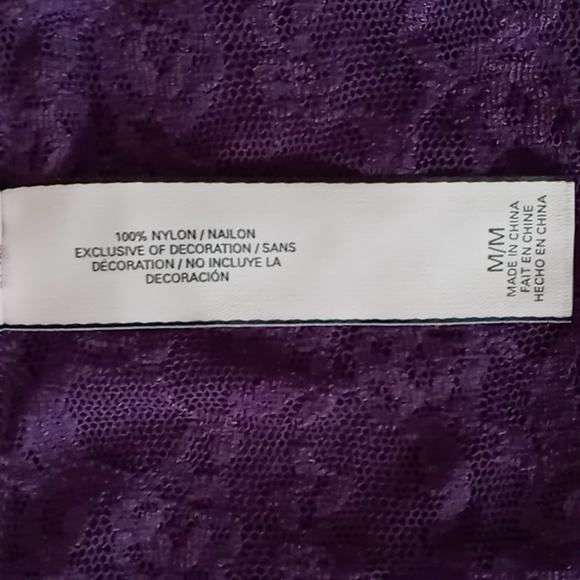 100% NYLON / NAILON
EXCLUSIVE OF DECORATION / SANS
DÉCORATION / NO INCLUYE LA
DECORACIÓN
M/M
MADE IN CHINA
FAIT EN CHINE
HECHO EN CHINA